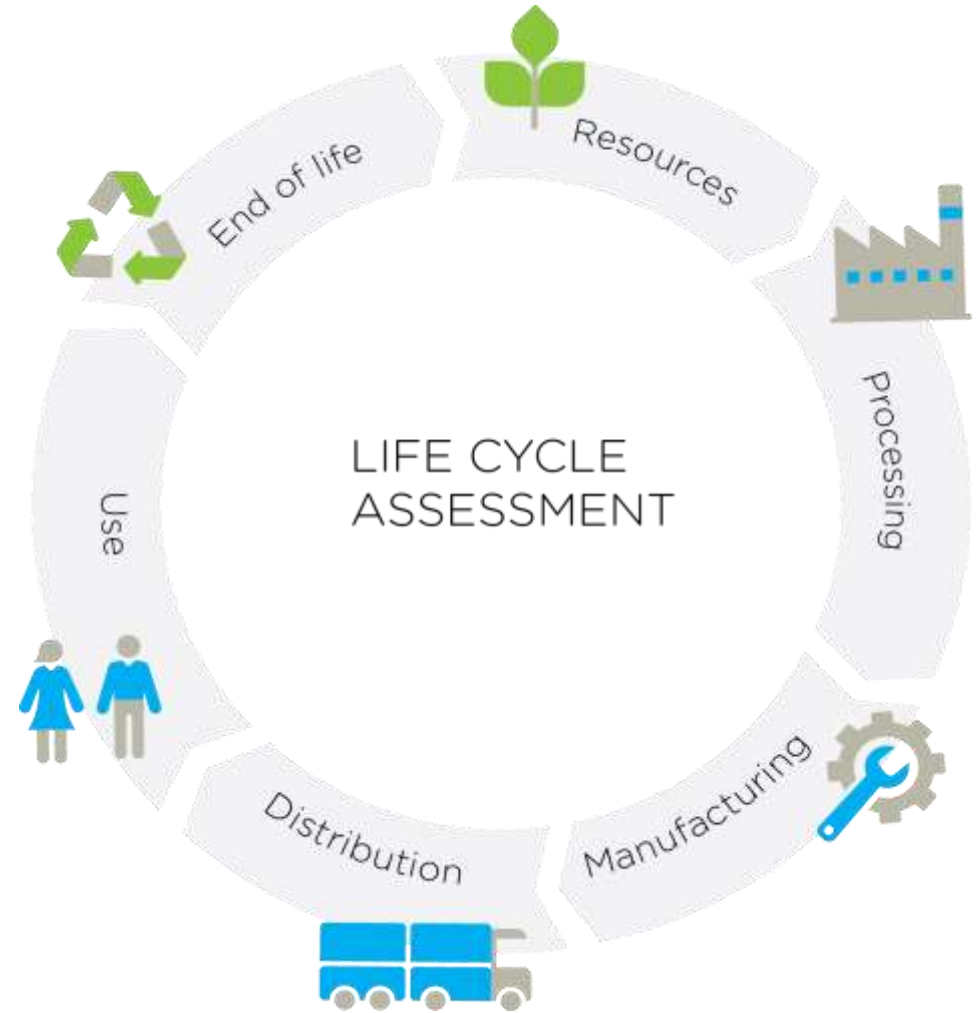 LIFE CYCLE
ASSESSMENT
Resources
Processing
Manufacturing
Distribution
Use
End of life